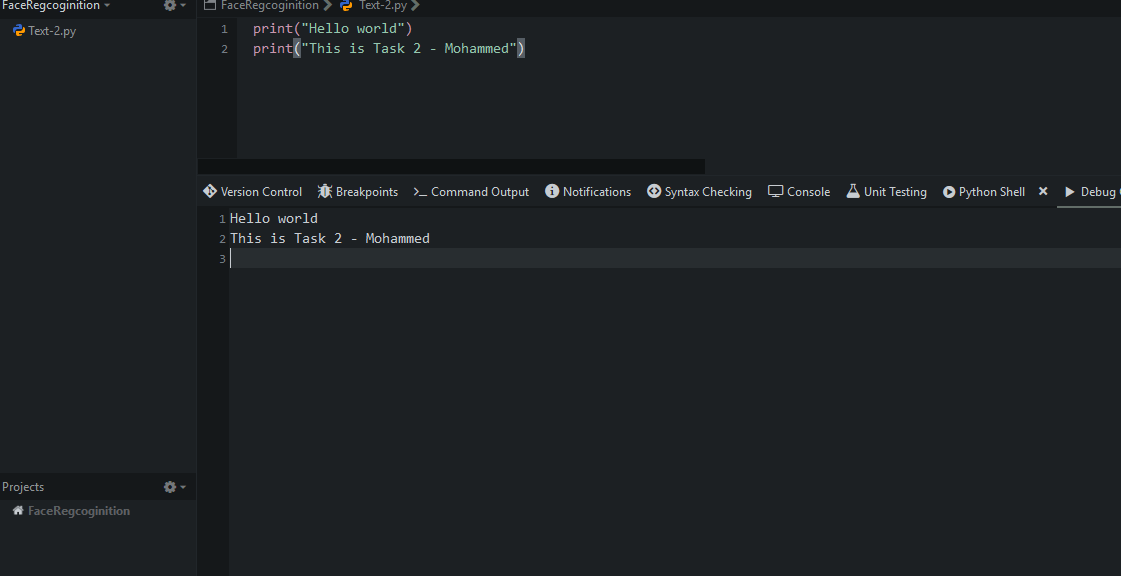 FaceRegcoginition
FaceRegcoginition Text-2.py
Text-2.py
1 print("Hello world")
2 print("This is Task 2 - Mohammed")
Version Control Breakpoints Command Output Notifications Syntax Checking Console Unit Testing Python Shell Debug
1 Hello world
2 This is Task 2 - Mohammed
3
Projects
FaceRegcoginition